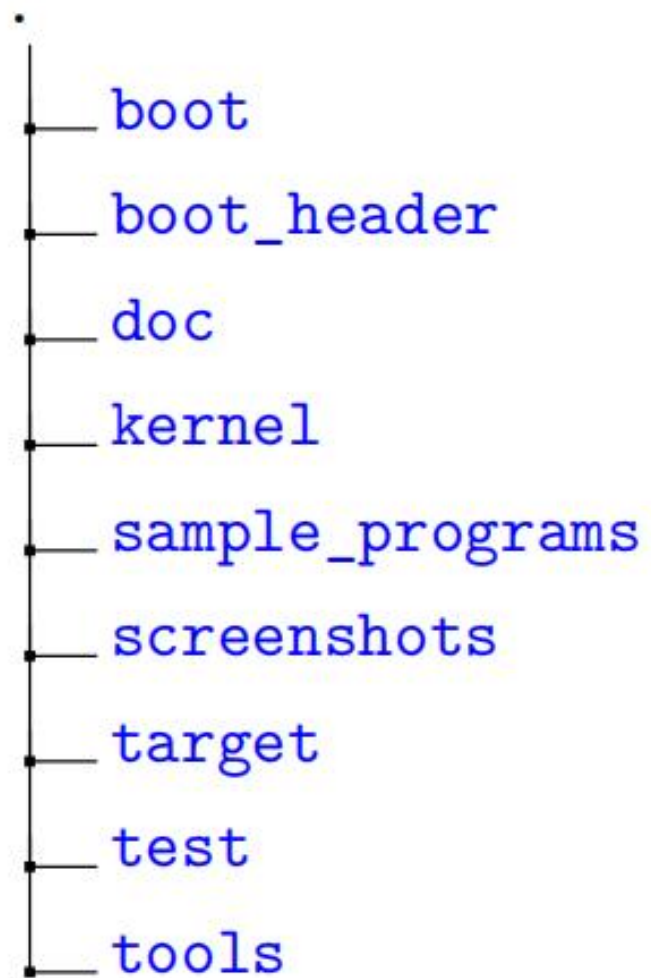 .
boot
boot_header
doc
kernel
sample_programs
screenshots
target
test
tools